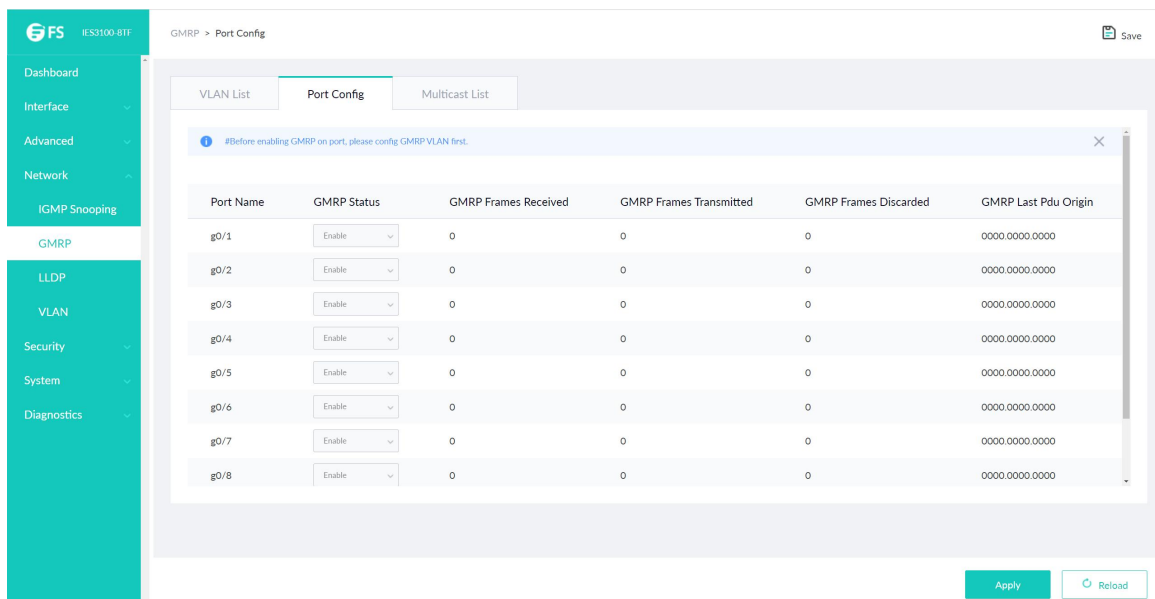 FS IES3100-8TF
GMRP > Port Config
Save
Dashboard
Interface
Advanced
Network
IGMP Snooping
GMRP
LLDP
VLAN
Security
System
Diagnostics
VLAN List Port Config Multicast List
#Before enabling GMRP on port, please config GMRP VLAN first.
Port Name GMRP Status GMRP Frames Received GMRP Frames Transmitted GMRP Frames Discarded GMRP Last Pdu Origin
g0/1 Enable 0 0 0 0000.0000.0000
g0/2 Enable 0 0 0 0000.0000.0000
g0/3 Enable 0 0 0 0000.0000.0000
g0/4 Enable 0 0 0 0000.0000.0000
g0/5 Enable 0 0 0 0000.0000.0000
g0/6 Enable 0 0 0 0000.0000.0000
g0/7 Enable 0 0 0 0000.0000.0000
g0/8 Enable 0 0 0 0000.0000.0000
Apply Reload